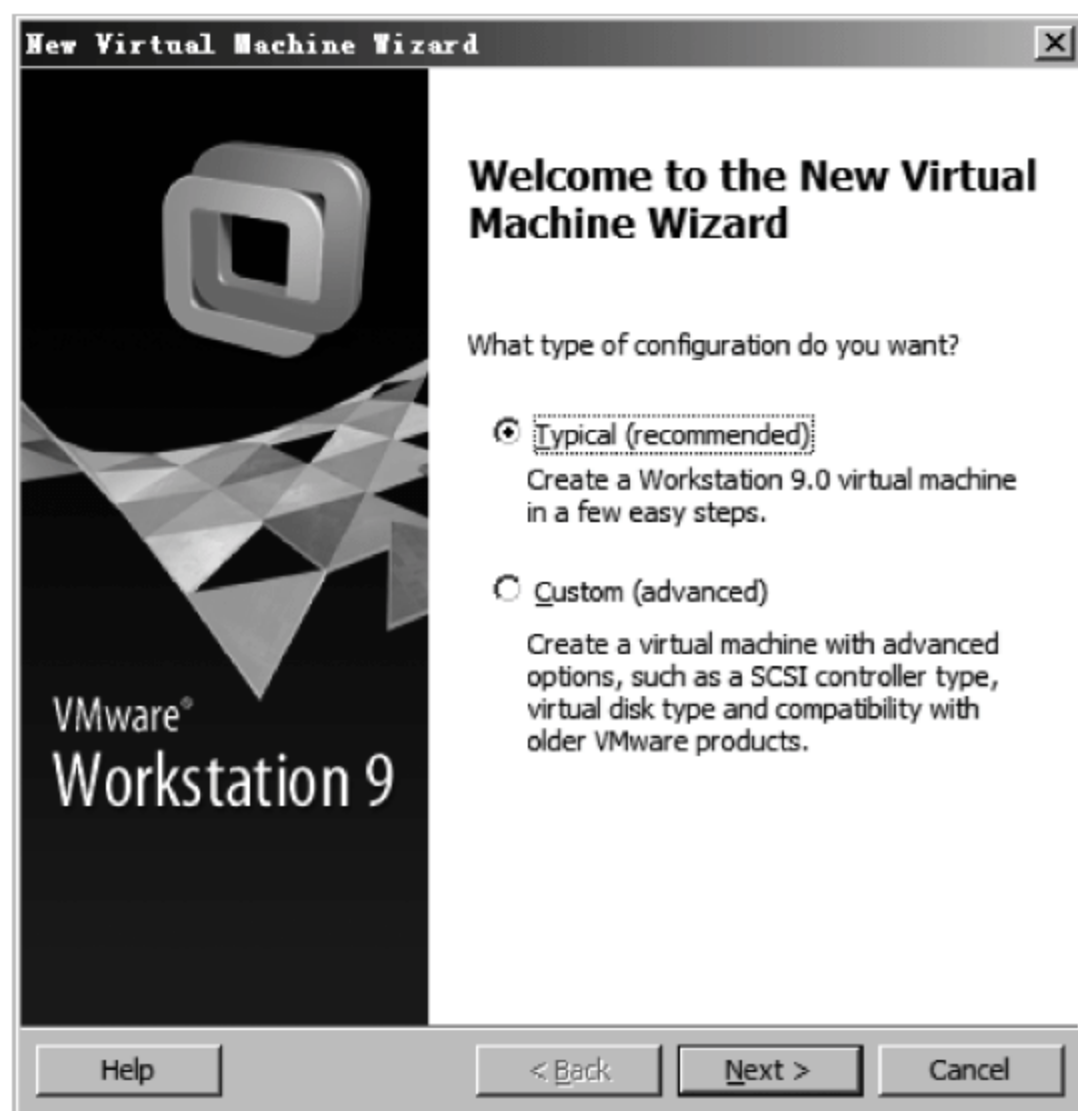 New Virtual Machine Wizard
Welcome to the New Virtual
Machine Wizard
What type of configuration do you want?
Typical (recommended)
Create a Workstation 9.0 virtual machine
in a few easy steps.
Custom (advanced)
Create a virtual machine with advanced
options, such as a SCSI controller type,
virtual disk type and compatibility with
older VMware products.
VMware®
Workstation 9
Help
< Back
Next >
Cancel